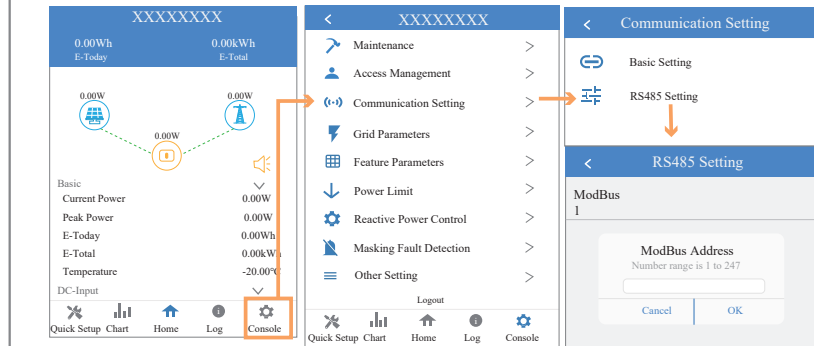 XXXXXXXX
0.00Wh
0.00kWh
E-Today
E-Total
0.00W
0.00W
0.00W
Basic
Current Power 0.00W
Peak Power 0.00W
E-Today 0.00Wh
E-Total 0.00kWh
Temperature -20.00°C
DC-Input
Quick Setup Chart Home Log Console
XXXXXXXX
Maintenance
Access Management
Communication Setting
Grid Parameters
Feature Parameters
Power Limit
Reactive Power Control
Masking Fault Detection
Other Setting
Logout
Quick Setup Chart Home Log Console
Communication Setting
Basic Setting
RS485 Setting
RS485 Setting
ModBus
1
ModBus Address
Number range is 1 to 247
Cancel OK